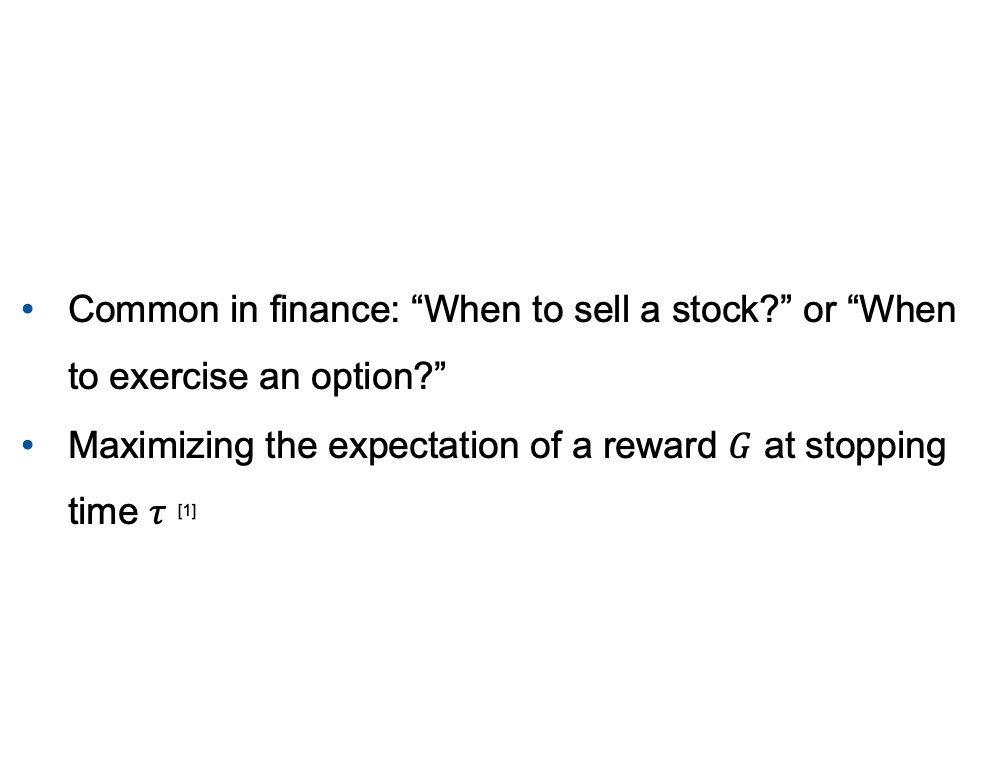 • Common in finance: “When to sell a stock?” or “When
to exercise an option?”
• Maximizing the expectation of a reward 𝐺 at stopping
time 𝜏 [1]